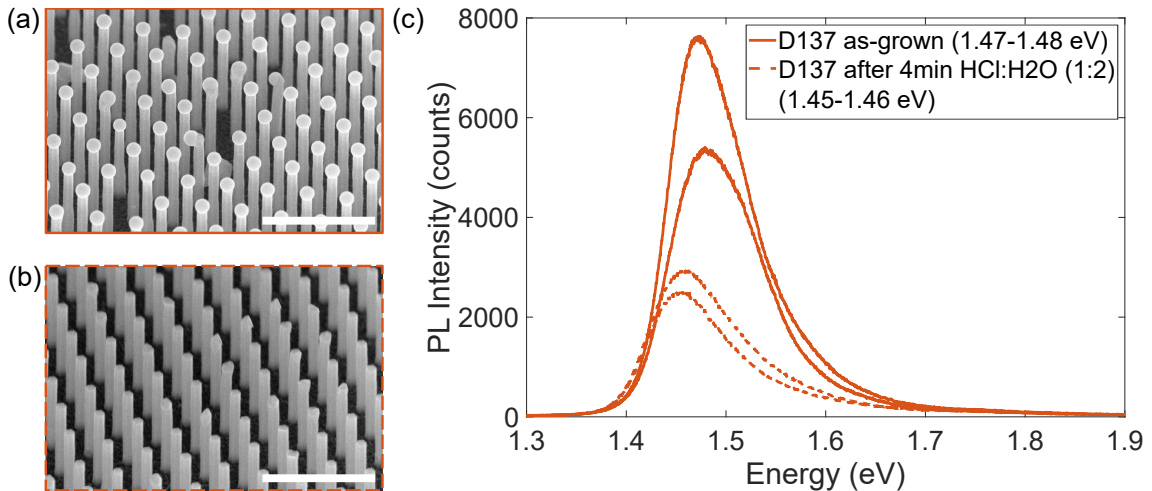 (a)
(b)
(c)
8000
6000
4000
2000
0
PL Intensity (counts)
D137 as-grown (1.47-1.48 eV)
D137 after 4min HCl:H2O (1:2)
(1.45-1.46 eV)
1.3 1.4 1.5 1.6 1.7 1.8 1.9
Energy (eV)